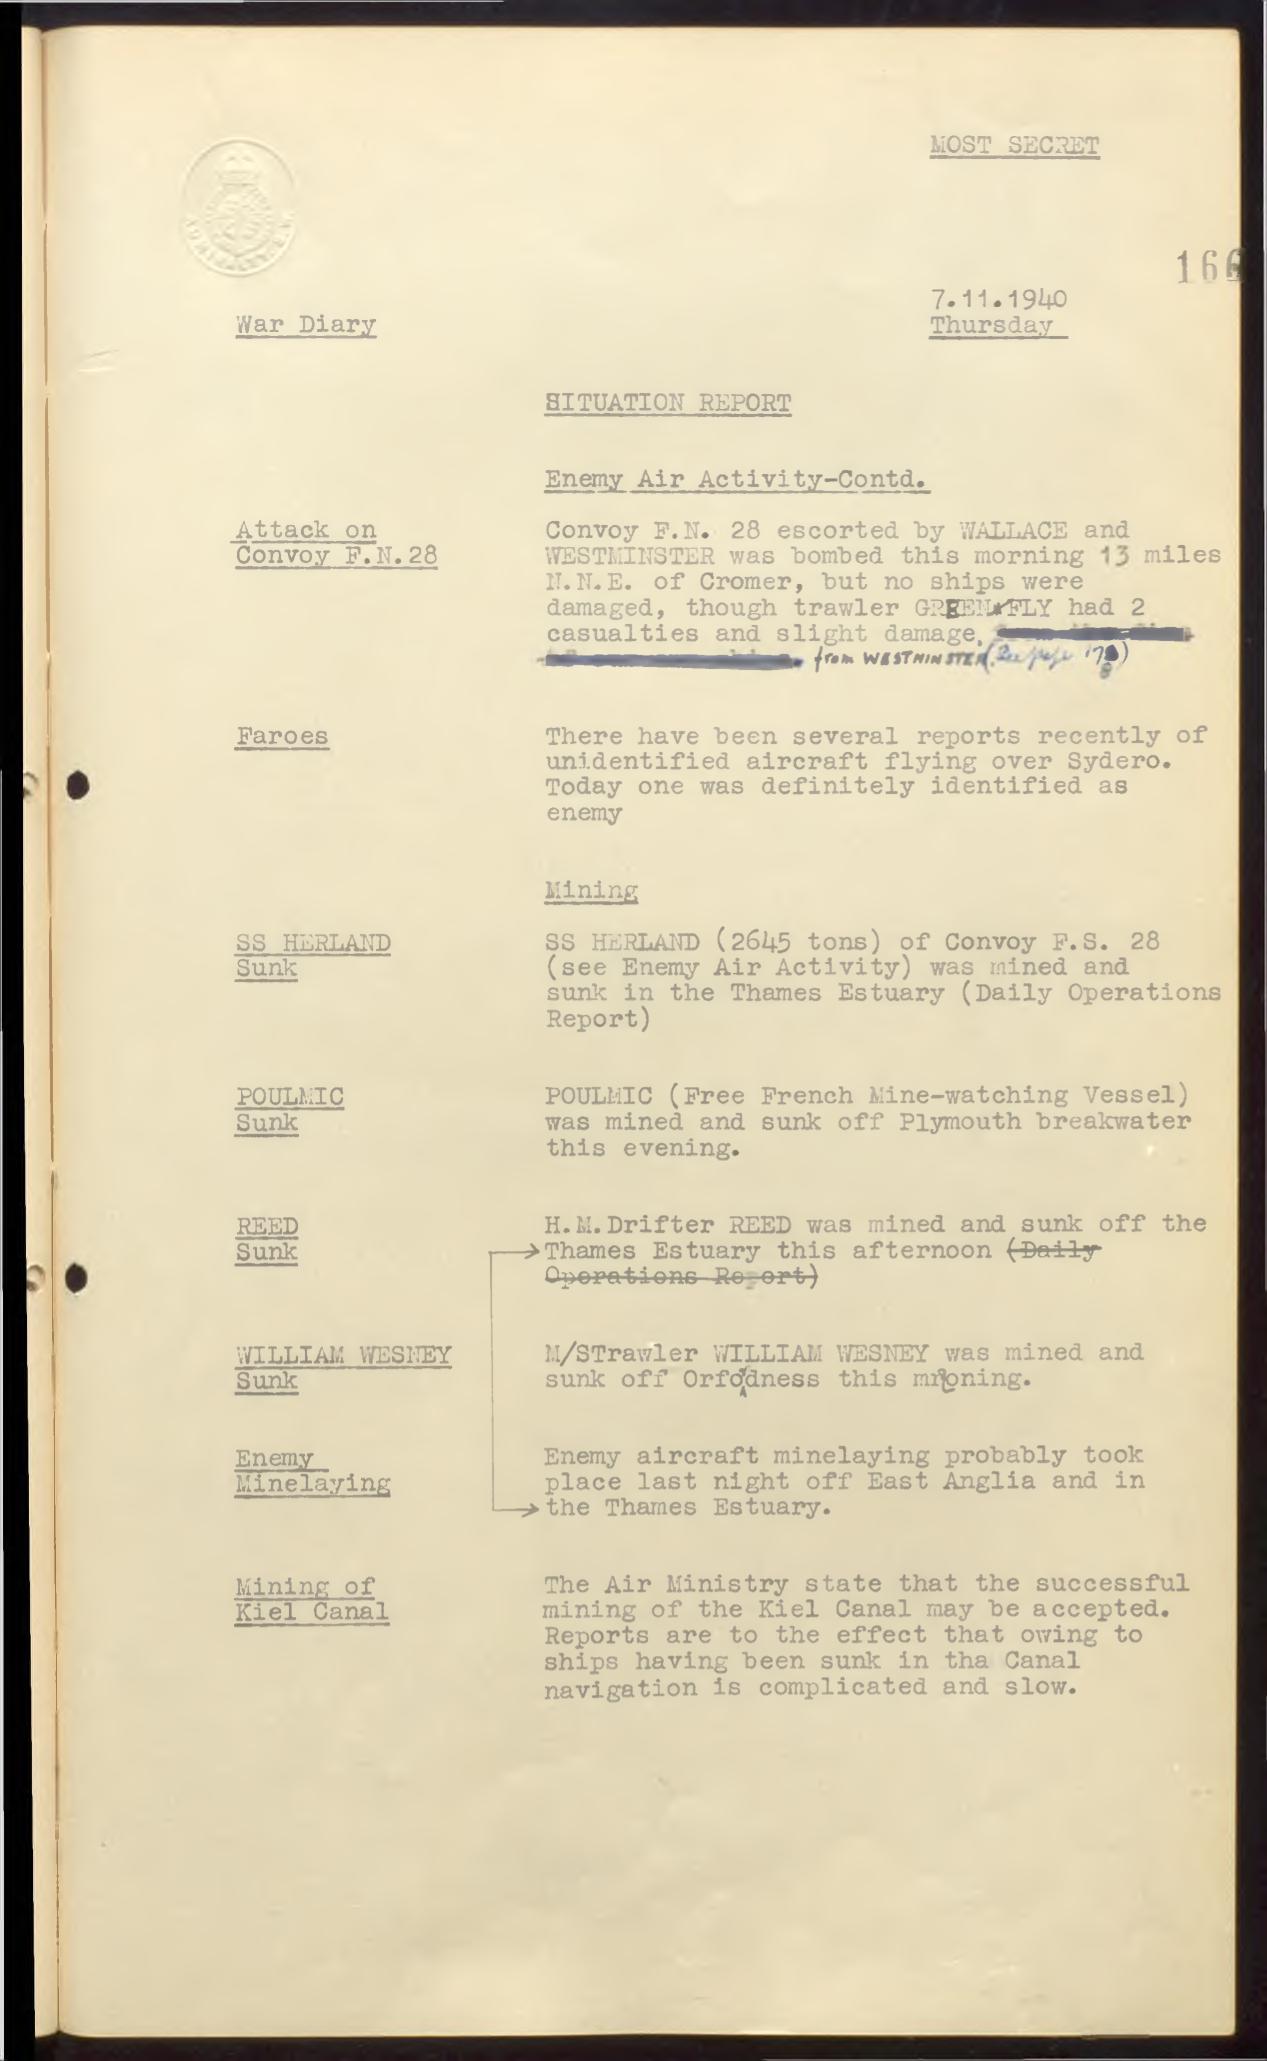 MOST SECRET
166
7.11.1940
War Diary
Thursday
SITUATION REPORT
Enemy Air Activity-Contd.
Attack on
Convoy F.N.28
Convoy F.N. 28 escorted by WALLACE and
WESTMINSTER was bombed this morning 13 miles
N.N.E. of Cromer, but no ships were
damaged, though trawler GREEN FLY had 2
casualties and slight damage,
from WESTMINSTER (See page 178)
Faroes
There have been several reports recently of
unidentified aircraft flying over Sydero.
Today one was definitely identified as
enemy
Mining
SS HERLAND
Sunk
SS HERLAND (2645 tons) of Convoy F.S. 28
(see Enemy Air Activity) was mined and
sunk in the Thames Estuary (Daily Operations
Report)
POULMIC
Sunk
POULMIC (Free French Mine-watching Vessel)
was mined and sunk off Plymouth breakwater
this evening.
REED
Sunk
H.M.Drifter REED was mined and sunk off the
Thames Estuary this afternoon (Daily
Operations Report)
WILLIAM WESNEY
Sunk
M/STrawler WILLIAM WESNEY was mined and
sunk off Orfordness this mroning.
Enemy
Minelaying
Enemy aircraft minelaying probably took
place last night off East Anglia and in
the Thames Estuary.
Mining of
Kiel Canal
The Air Ministry state that the successful
mining of the Kiel Canal may be accepted.
Reports are to the effect that owing to
ships having been sunk in tha Canal
navigation is complicated and slow.